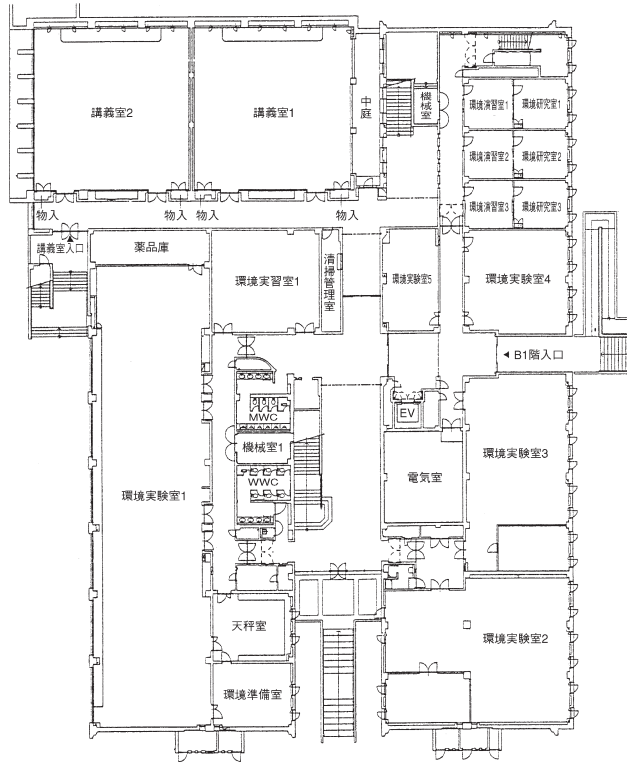 講義室2
講義室1
中庭
機械室
環境演習室1
環境研究室1
環境演習室2
環境研究室2
環境演習室3
環境研究室3
物入
物入
物入
物入
講義室入口
薬品庫
環境実習室1
清掃管理室
環境実験室5
環境実験室4
◀ B1階入口
MWC
EV
機械室1
環境実験室3
WWC
電気室
環境実験室1
天秤室
環境実験室2
環境準備室